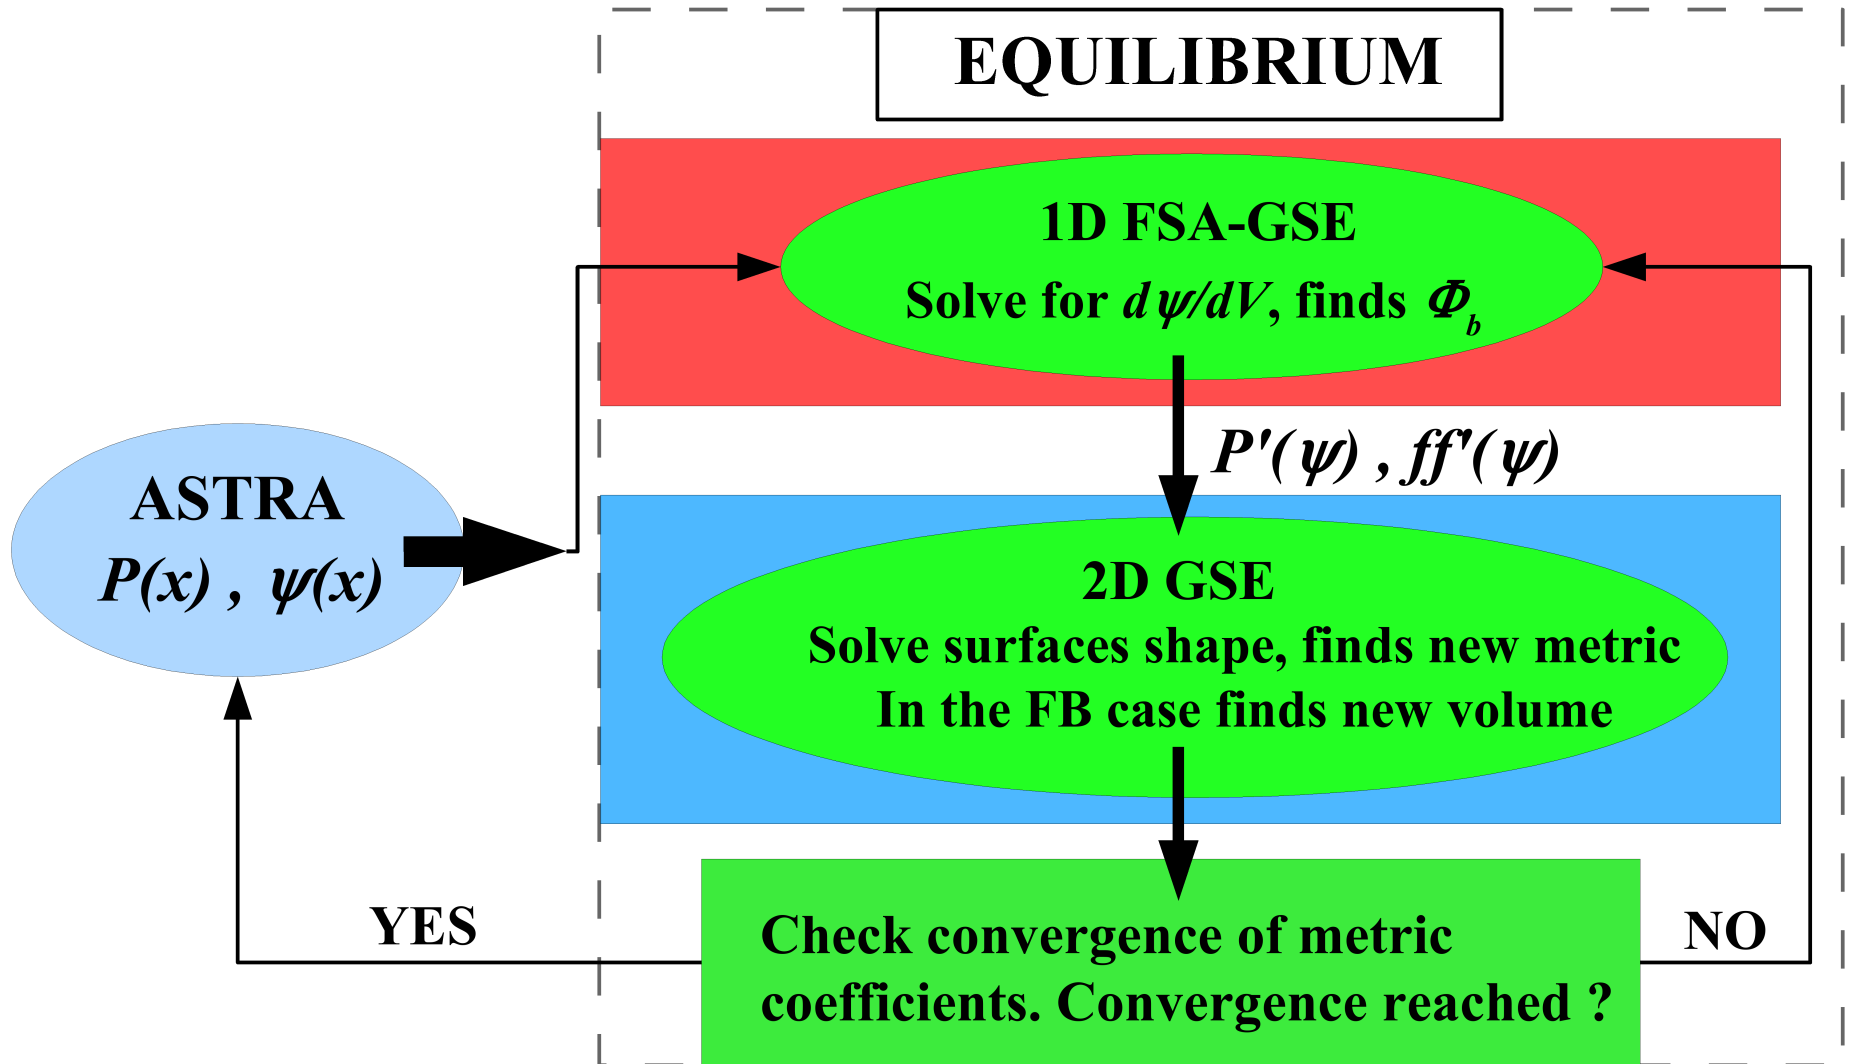 EQUILIBRIUM
1D FSA-GSE
Solve for dψ/dV, finds Φ_b
P'(ψ) , ff'(ψ)
ASTRA
P(x) , ψ(x)
2D GSE
Solve surfaces shape, finds new metric
In the FB case finds new volume
YES
NO
Check convergence of metric
coefficients. Convergence reached ?